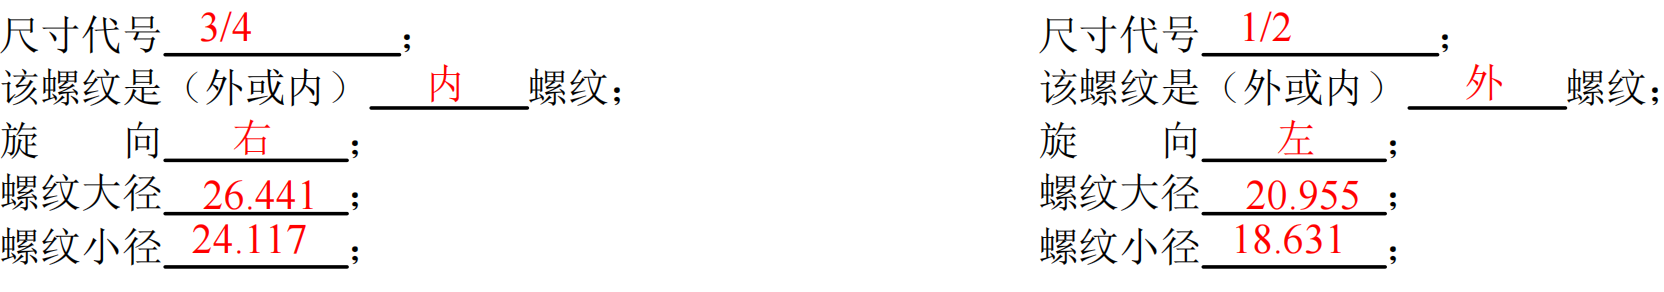 尺寸代号 3/4 ；
该螺纹是（外或内） 内 螺纹；
旋 向 右 ；
螺纹大径 26.441 ；
螺纹小径 24.117 ；
尺寸代号 1/2 ；
该螺纹是（外或内） 外 螺纹；
旋 向 左 ；
螺纹大径 20.955 ；
螺纹小径 18.631 ；